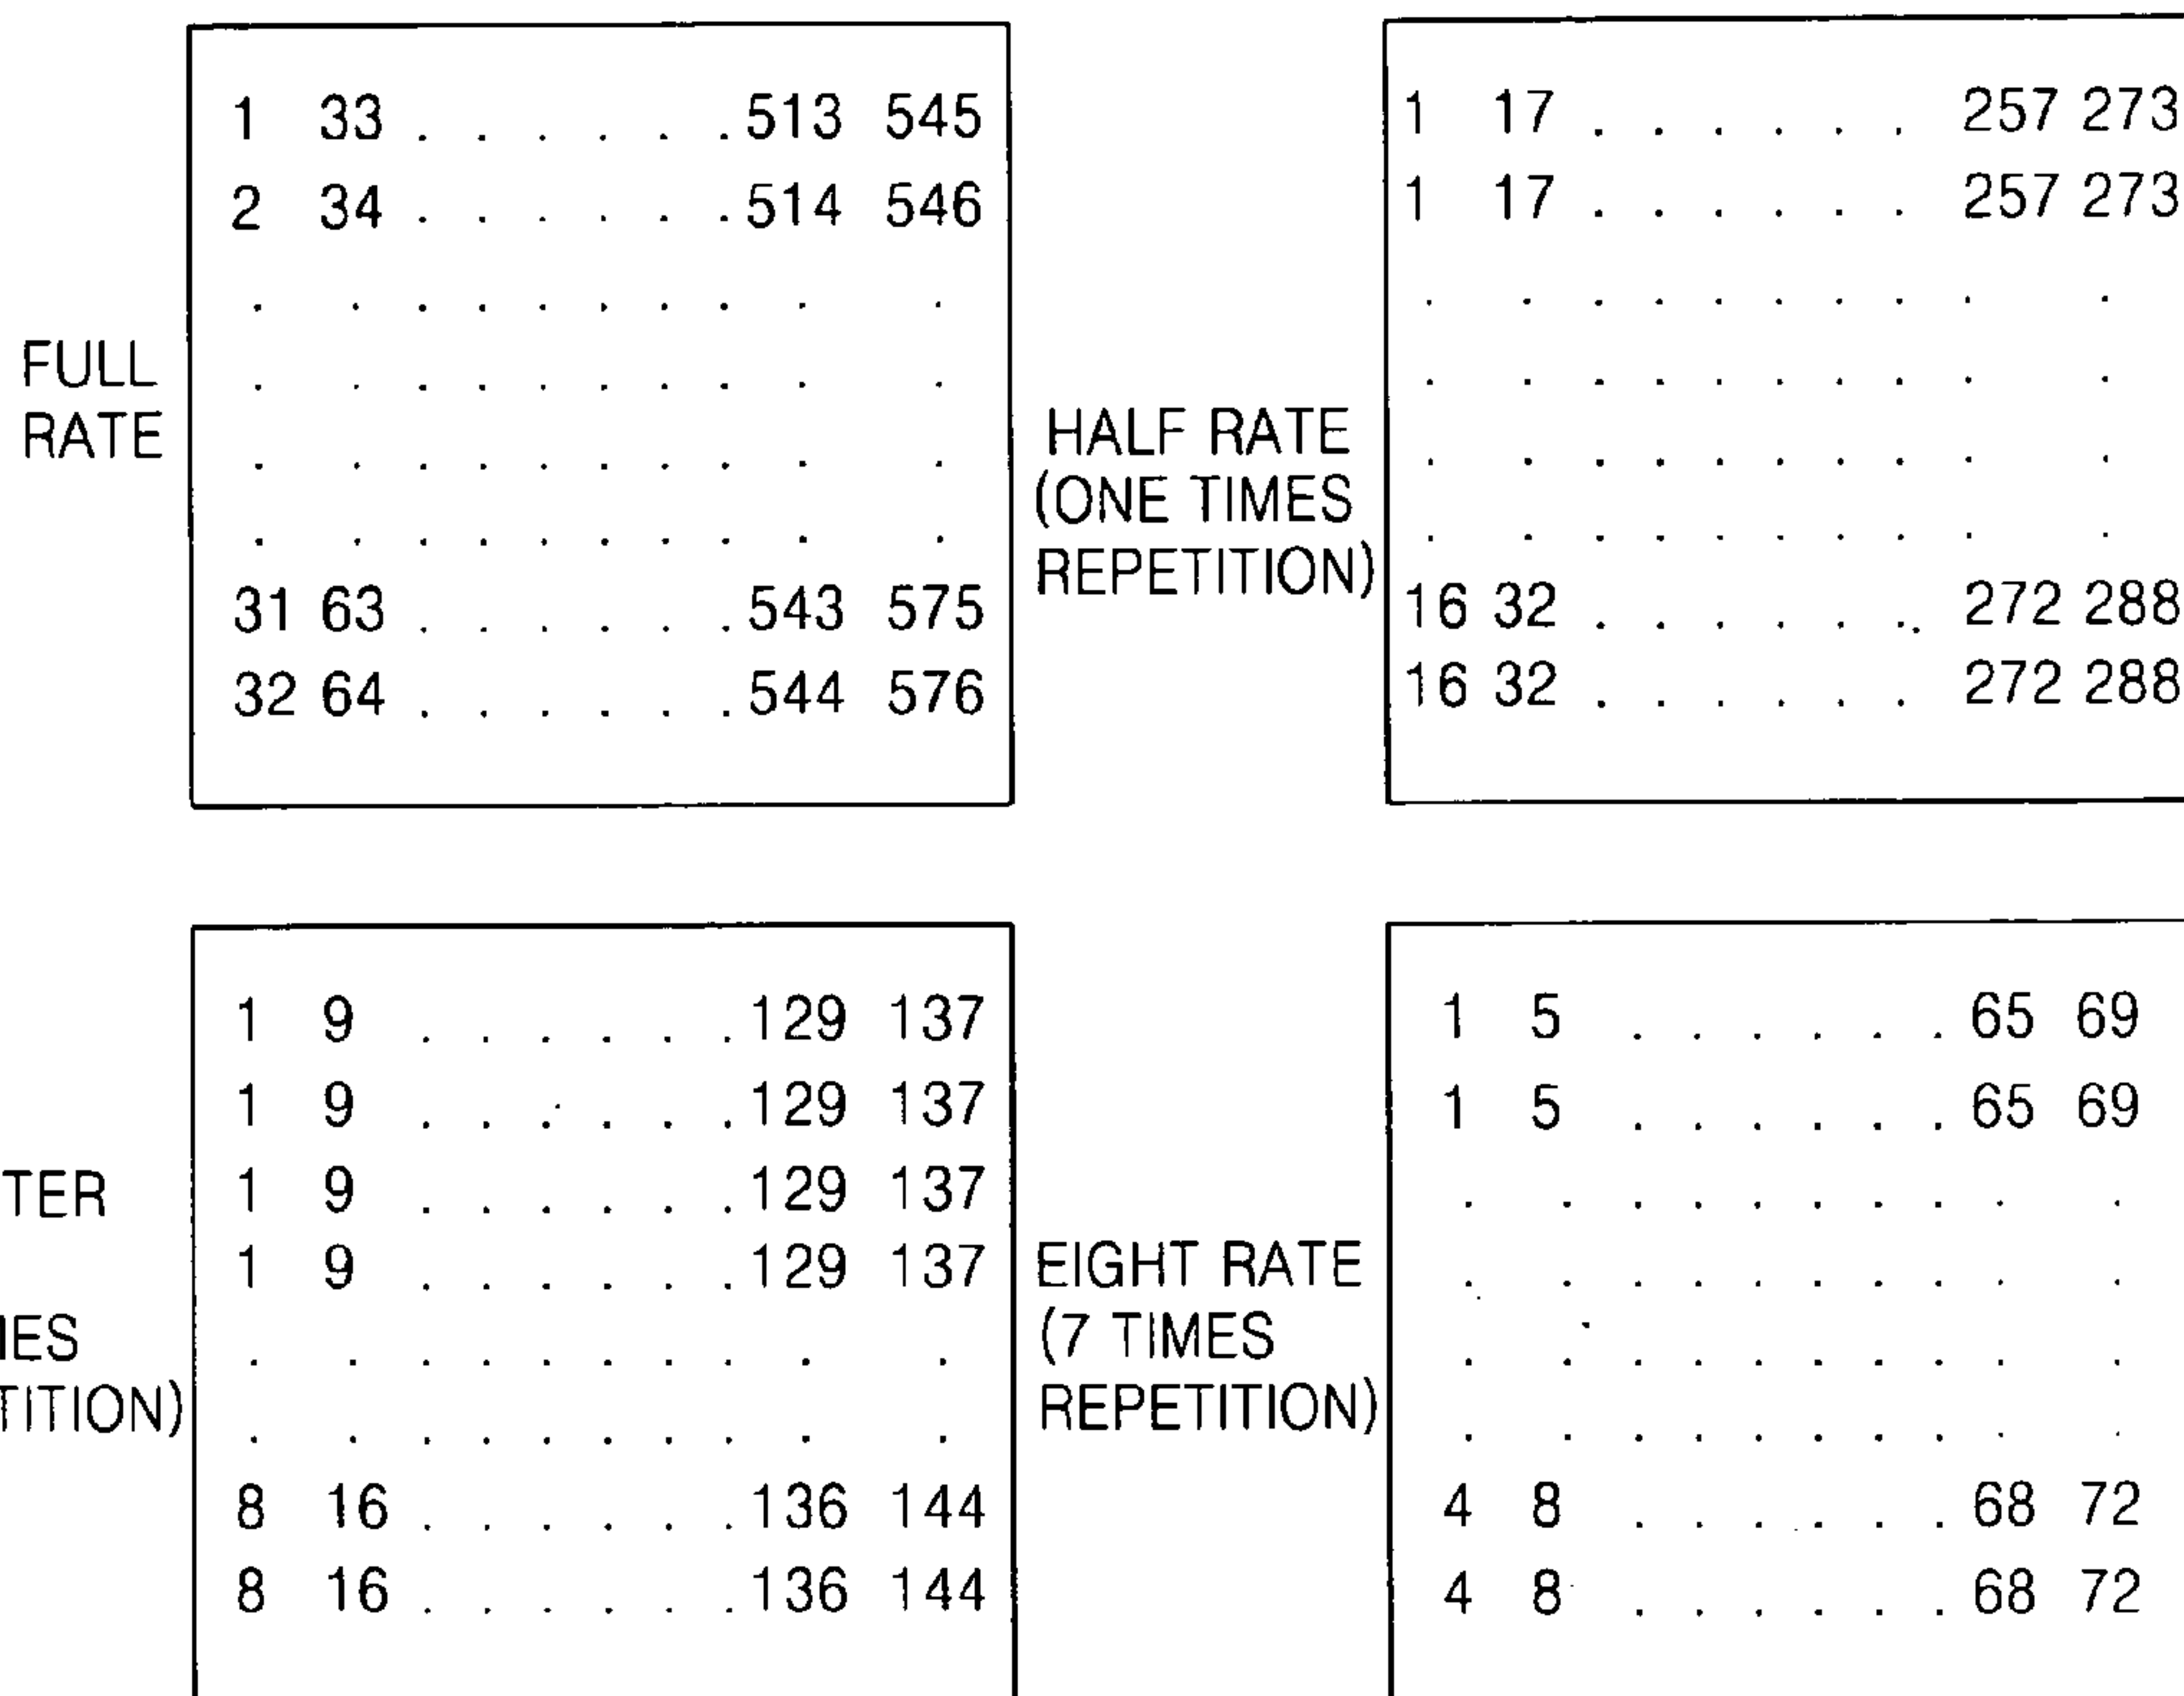 1 33 . . . . . . 513 545
2 34 . . . . . . 514 546
. . . . . . . . . .
. . . . . . . . . .
. . . . . . . . . .
. . . . . . . . . .
31 63 . . . . . . 543 575
32 64 . . . . . . 544 576
FULL
RATE
1 17 . . . . . . 257 273
1 17 . . . . . . 257 273
. . . . . . . . . .
. . . . . . . . . .
. . . . . . . . . .
. . . . . . . . . .
16 32 . . . . . . 272 288
16 32 . . . . . . 272 288
HALF RATE
(ONE TIMES
REPETITION)
1 9 . . . . . . 129 137
1 9 . . . . . . 129 137
1 9 . . . . . . 129 137
1 9 . . . . . . 129 137
. . . . . . . . . .
. . . . . . . . . .
8 16 . . . . . . 136 144
8 16 . . . . . . 136 144
TER
IES
TITION)
1 5 . . . . . . 65 69
1 5 . . . . . . 65 69
. . . . . . . . . .
. . . . . . . . . .
. . . . . . . . . .
. . . . . . . . . .
4 8 . . . . . . 68 72
4 8 . . . . . . 68 72
EIGHT RATE
(7 TIMES
REPETITION)